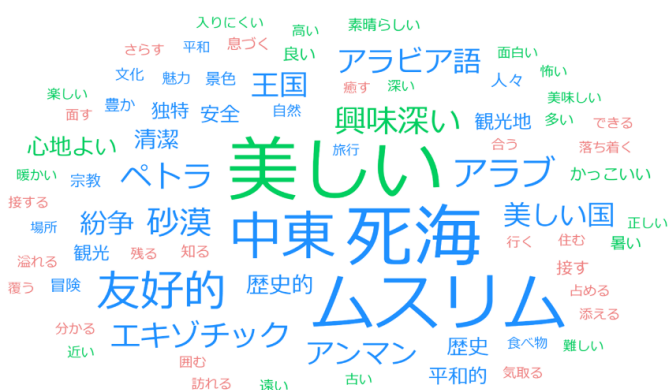 入りにくい
高い
素晴らしい
さらす
平和
息づく
良い
アラビア語
面白い
怖い
文化
魅力
景色
王国
癒す
深い
人々
楽しい
美味しい
面す
豊か
独特
安全
自然
興味深い
観光地
多い
できる
心地よい
清潔
美しい
旅行
合う
落ち着く
暖かい
宗教
ペトラ
アラブ
かっこいい
接する
場所
紛争
砂漠
中東
死海
美しい国
正しい
暑い
溢れる
観光
残る
知る
行く
住む
接す
覆う
冒険
友好的
歴史的
ムスリム
占める
添える
分かる
エキゾチック
近い
囲む
アンマン
歴史
食べ物
難しい
訪れる
遠い
古い
平和的
気取る